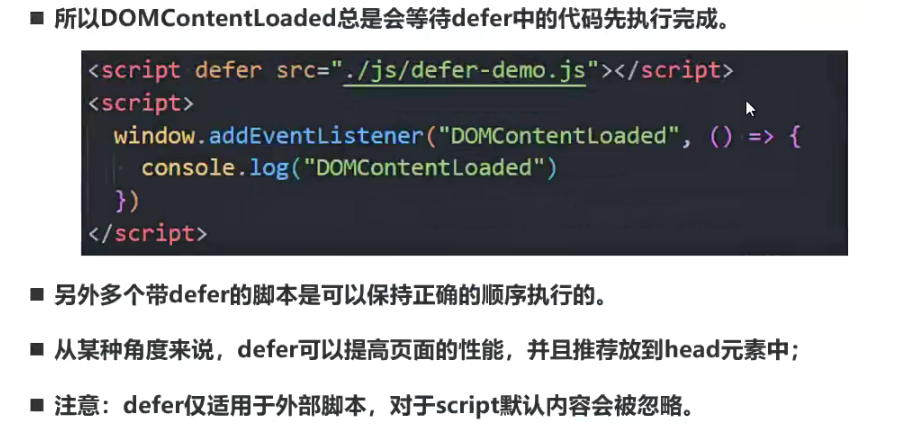 ■ 所以DOMContentLoaded总是会等待defer中的代码先执行完成。
<script defer src="./js/defer-demo.js"></script>
<script>
window.addEventListener("DOMContentLoaded", () => {
console.log("DOMContentLoaded")
})
</script>
■ 另外多个带defer的脚本是可以保持正确的顺序执行的。
■ 从某种角度来说，defer可以提高页面的性能，并且推荐放到head元素中；
■ 注意：defer仅适用于外部脚本，对于script默认内容会被忽略。